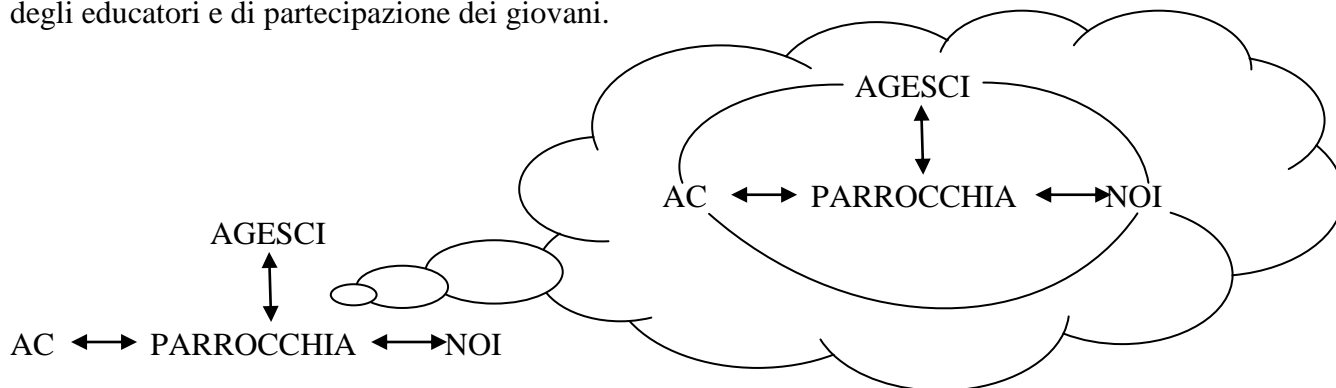 degli educatori e di partecipazione dei giovani.
AGESCI
AC PARROCCHIA NOI
AGESCI
AC PARROCCHIA NOI